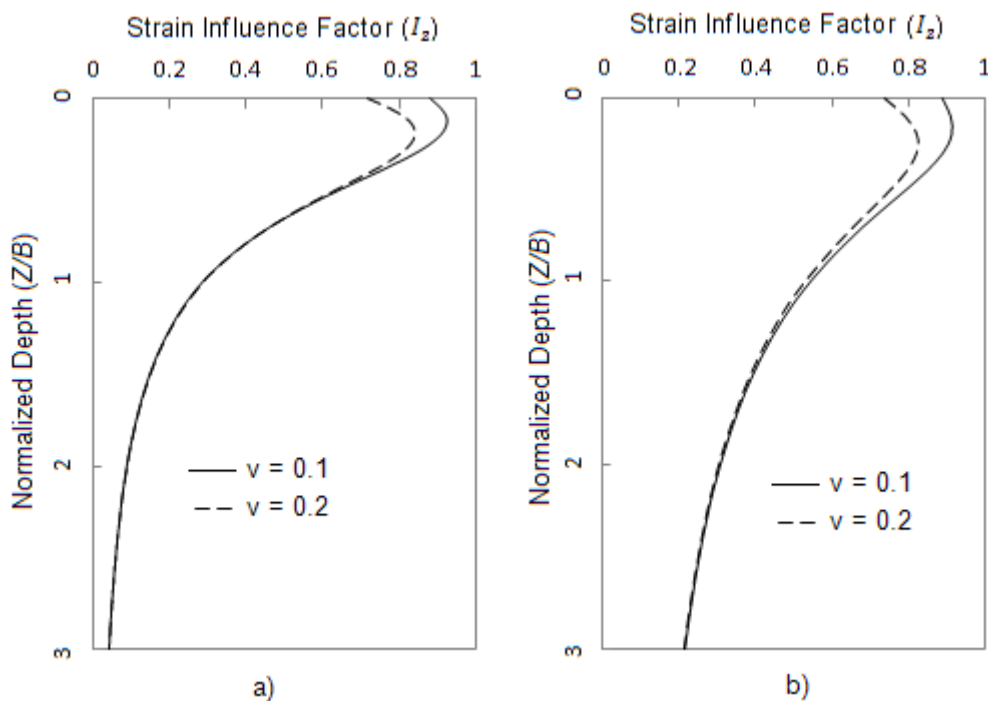 Strain Influence Factor (I_z)
0 0.2 0.4 0.6 0.8 1
0
1
2
3
Normalized Depth (Z/B)
v = 0.1
v = 0.2
a)
Strain Influence Factor (I_z)
0 0.2 0.4 0.6 0.8 1
0
1
2
3
Normalized Depth (Z/B)
v = 0.1
v = 0.2
b)